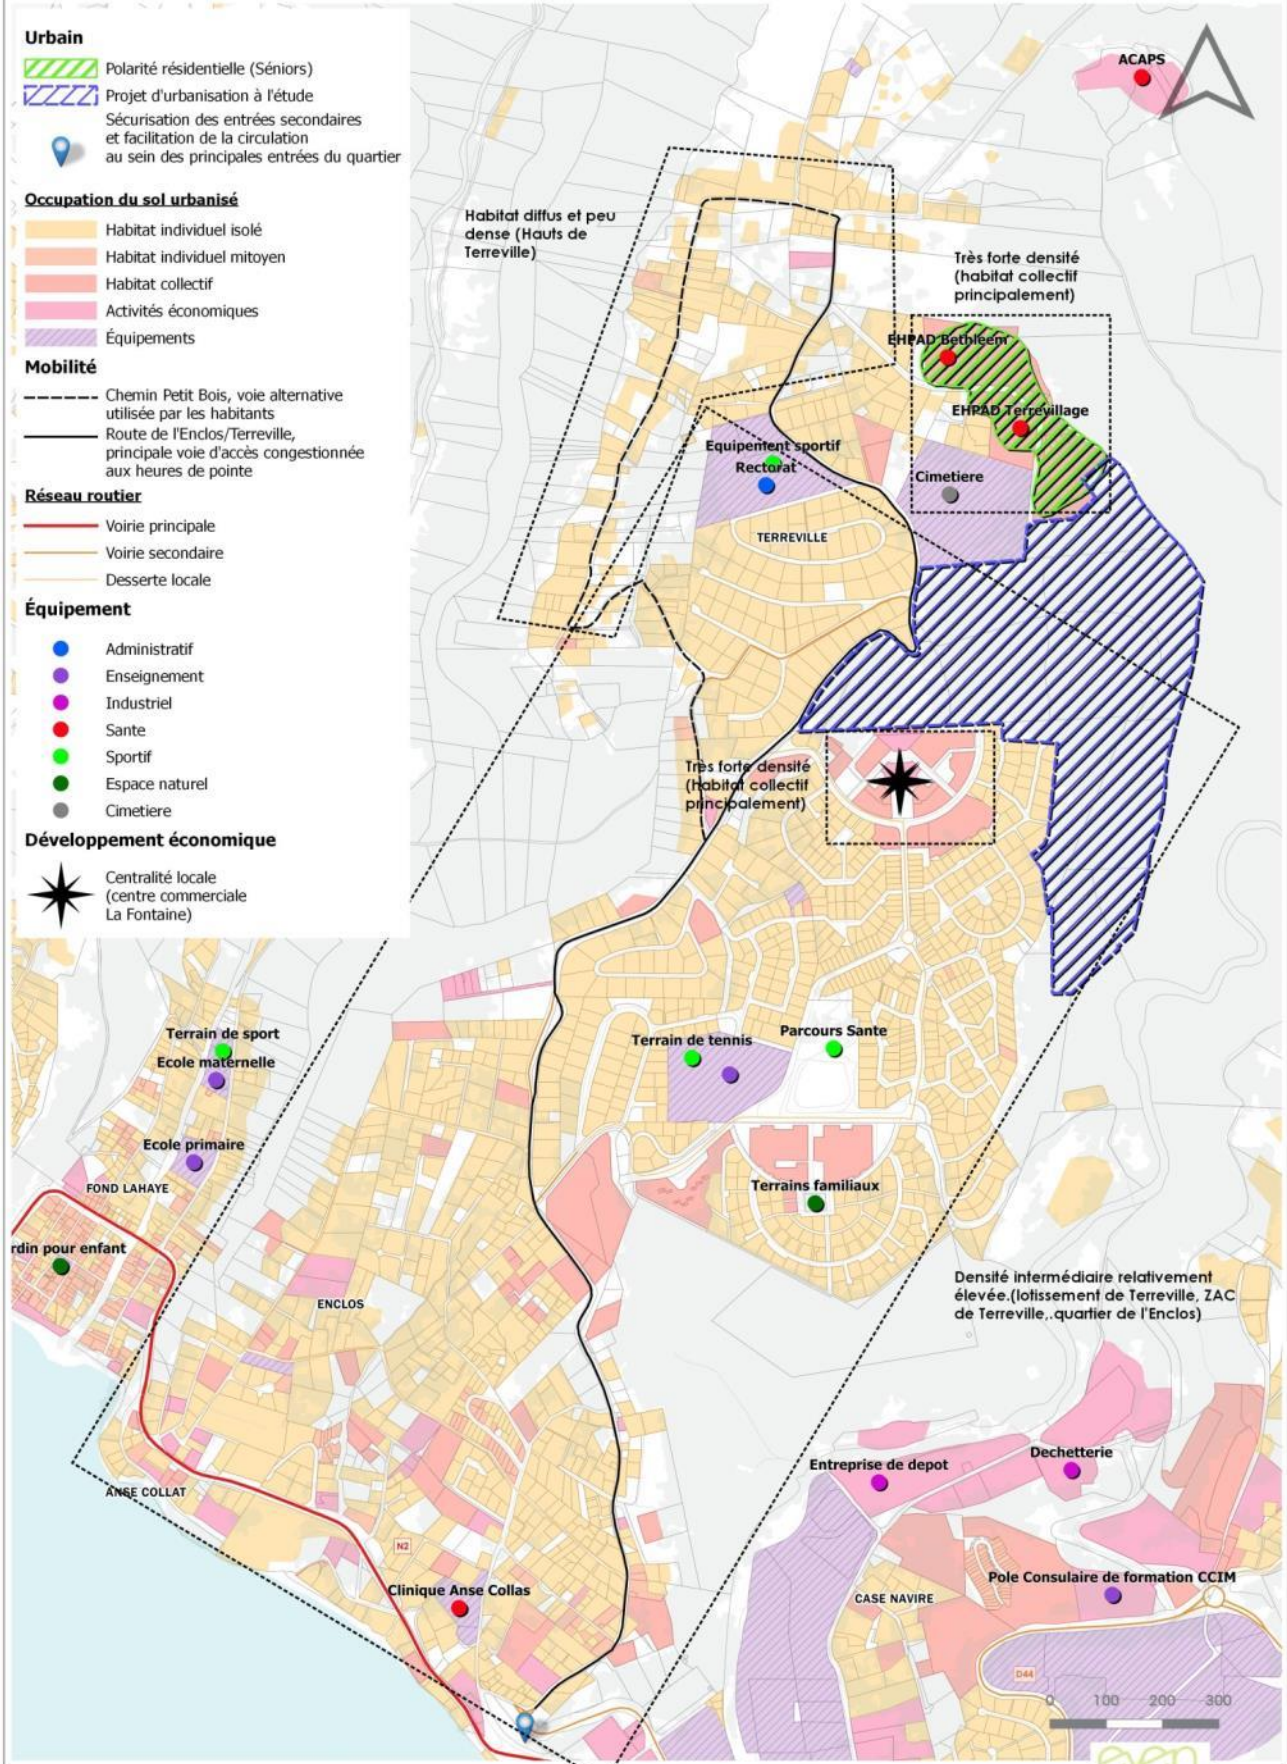 Urbain
Polarité résidentielle (Séniors)
Projet d'urbanisation à l'étude
Sécurisation des entrées secondaires
et facilitation de la circulation
au sein des principales entrées du quartier
Occupation du sol urbanisé
Habitat individuel isolé
Habitat individuel mitoyen
Habitat collectif
Activités économiques
Équipements
Mobilité
Chemin Petit Bois, voie alternative
utilisée par les habitants
Route de l'Enclos/Terreville,
principale voie d'accès congestionnée
aux heures de pointe
Réseau routier
Voirie principale
Voirie secondaire
Desserte locale
Équipement
Administratif
Enseignement
Industriel
Sante
Sportif
Espace naturel
Cimetiere
Développement économique
Centralité locale
(centre commerciale
La Fontaine)
ACAPS
Habitat diffus et peu
dense (Hauts de
Terreville)
Très forte densité
(habitat collectif
principalement)
EHPAD Bethleem
EHPAD Terrevillage
Equipement sportif
Rectorat
Cimetiere
TERREVILLE
Très forte densité
(habitat collectif
principalement)
Terrain de sport
Ecole maternelle
Ecole primaire
FOND LAHAYE
rdin pour enfant
Terrain de tennis
Parcours Sante
Terrains familiaux
ENCLOS
Densité intermédiaire relativement
élevée.(lotissement de Terreville, ZAC
de Terreville,.quartier de l'Enclos)
ANSE COLLAT
N2
Clinique Anse Collas
Entreprise de depot
Dechetterie
CASE NAVIRE
Pole Consulaire de formation CCIM
D44
0 100 200 300